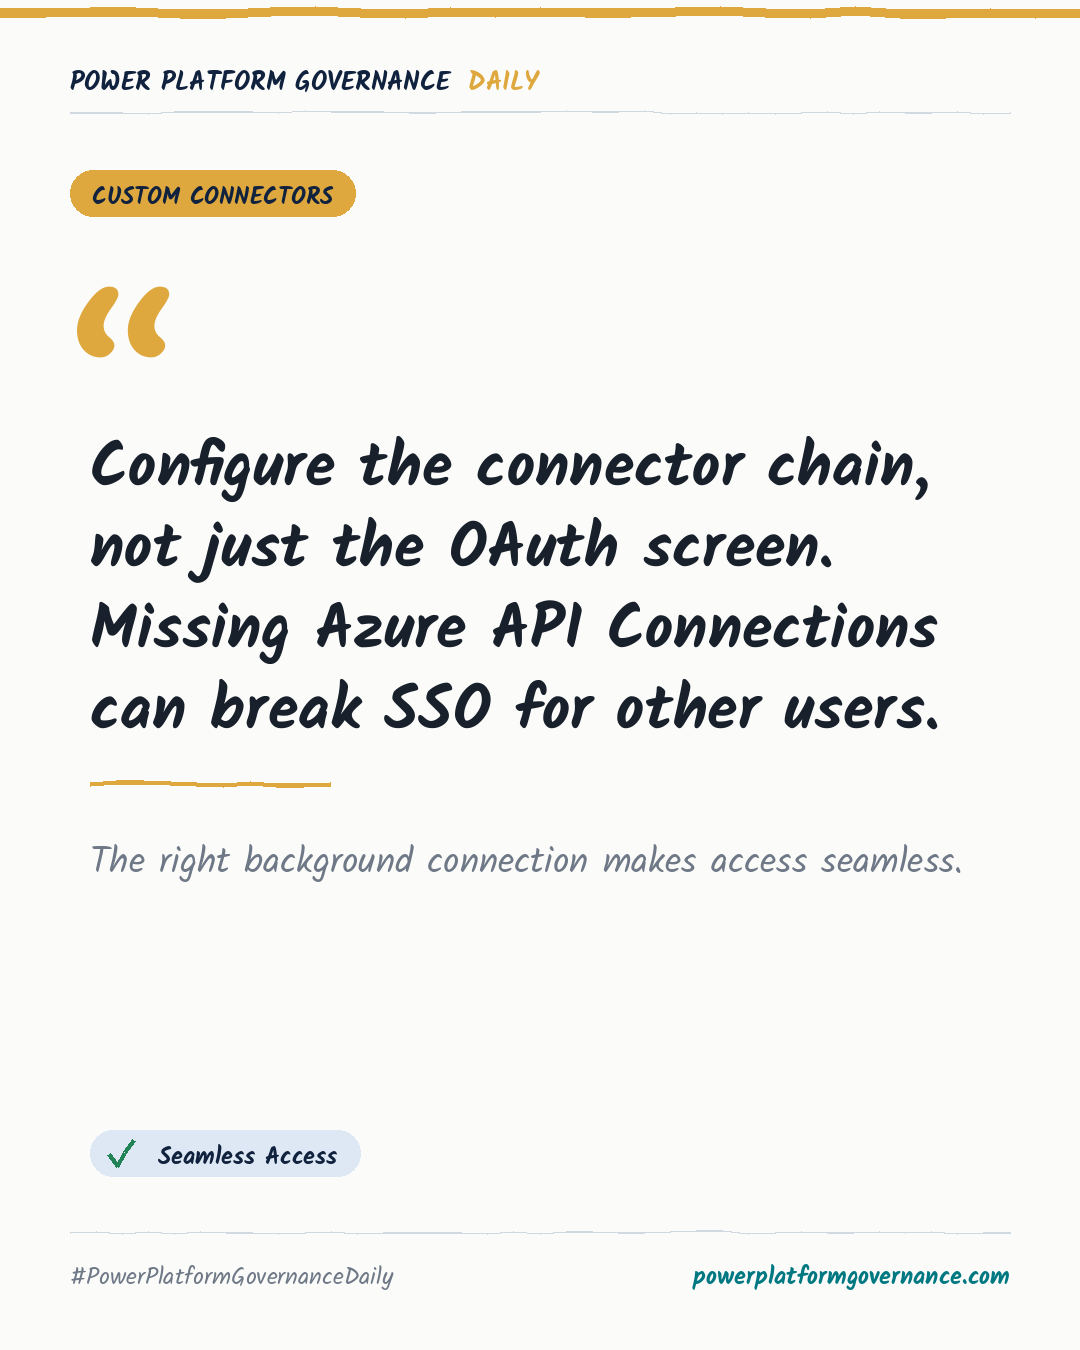 POWER PLATFORM GOVERNANCE DAILY
CUSTOM CONNECTORS
“
Configure the connector chain,
not just the OAuth screen.
Missing Azure API Connections
can break SSO for other users.
The right background connection makes access seamless.
✓ Seamless Access
#PowerPlatformGovernanceDaily
powerplatformgovernance.com